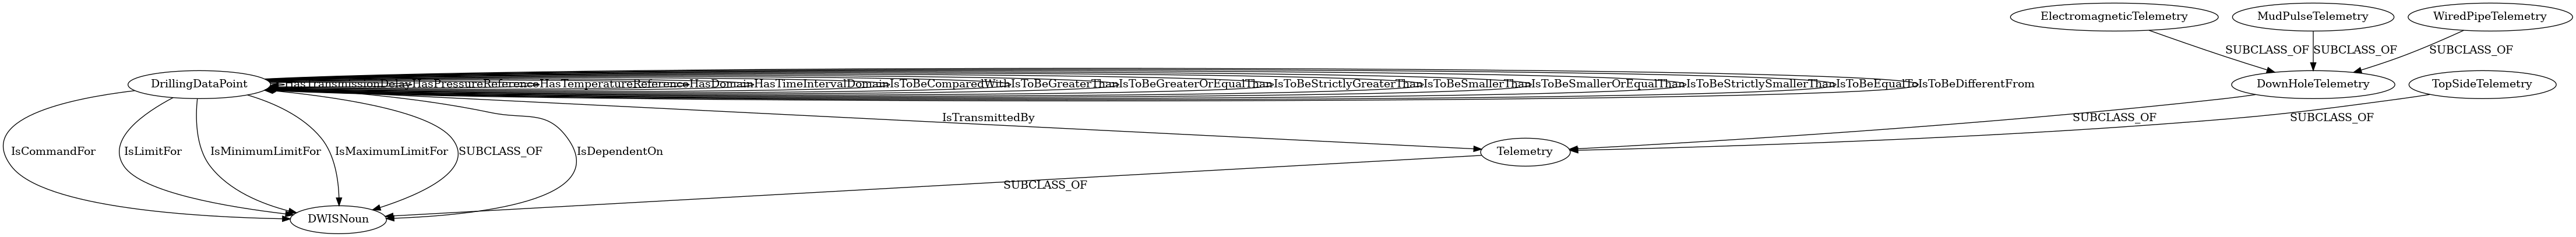 ElectromagneticTelemetry
MudPulseTelemetry
WiredPipeTelemetry
SUBCLASS_OF
SUBCLASS_OF
SUBCLASS_OF
DrillingDataPoint
HasTransmissionDelay
HasPressureReference
HasTemperatureReference
HasDomain
HasTimeIntervalDomain
IsToBeComparedWith
IsToBeGreaterThan
IsToBeGreaterOrEqualThan
IsToBeStrictlyGreaterThan
IsToBeSmallerThan
IsToBeSmallerOrEqualThan
IsToBeStrictlySmallerThan
IsToBeEqualTo
IsToBeDifferentFrom
DownHoleTelemetry
TopSideTelemetry
IsTransmittedBy
SUBCLASS_OF
SUBCLASS_OF
IsCommandFor
IsLimitFor
IsMinimumLimitFor
IsMaximumLimitFor
SUBCLASS_OF
IsDependentOn
Telemetry
SUBCLASS_OF
DWISNoun